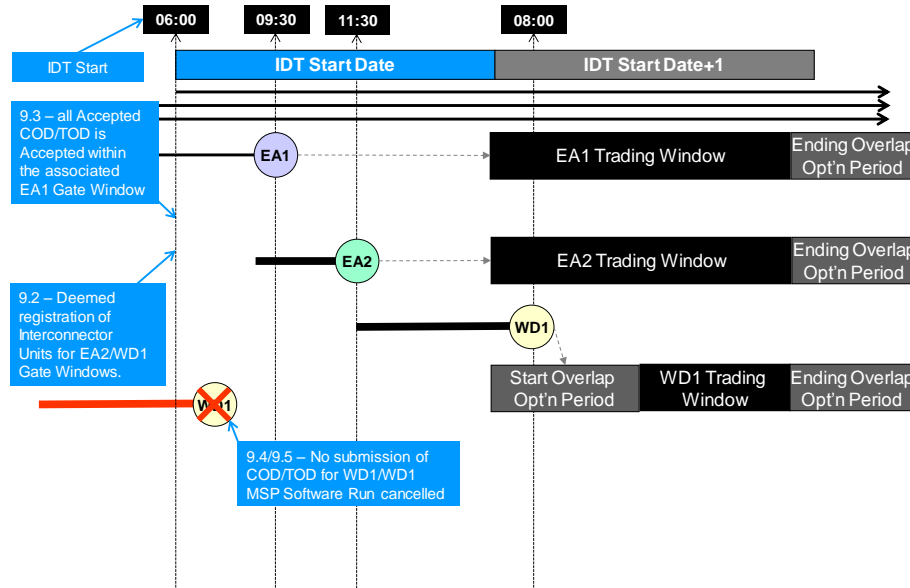 06:00
09:30
11:30
08:00
IDT Start
IDT Start Date
IDT Start Date+1
9.3 – all Accepted
COD/TOD is
Accepted within
the associated
EA1 Gate Window
EA1
EA1 Trading Window
Ending Overlap
Opt'n Period
EA2
EA2 Trading Window
Ending Overlap
Opt'n Period
9.2 – Deemed
registration of
Interconnector
Units for EA2/WD1
Gate Windows.
WD1
Start Overlap
Opt'n Period
WD1 Trading
Window
Ending Overlap
Opt'n Period
WD1
9.4/9.5 – No submission of
COD/TOD for WD1/WD1
MSP Software Run cancelled